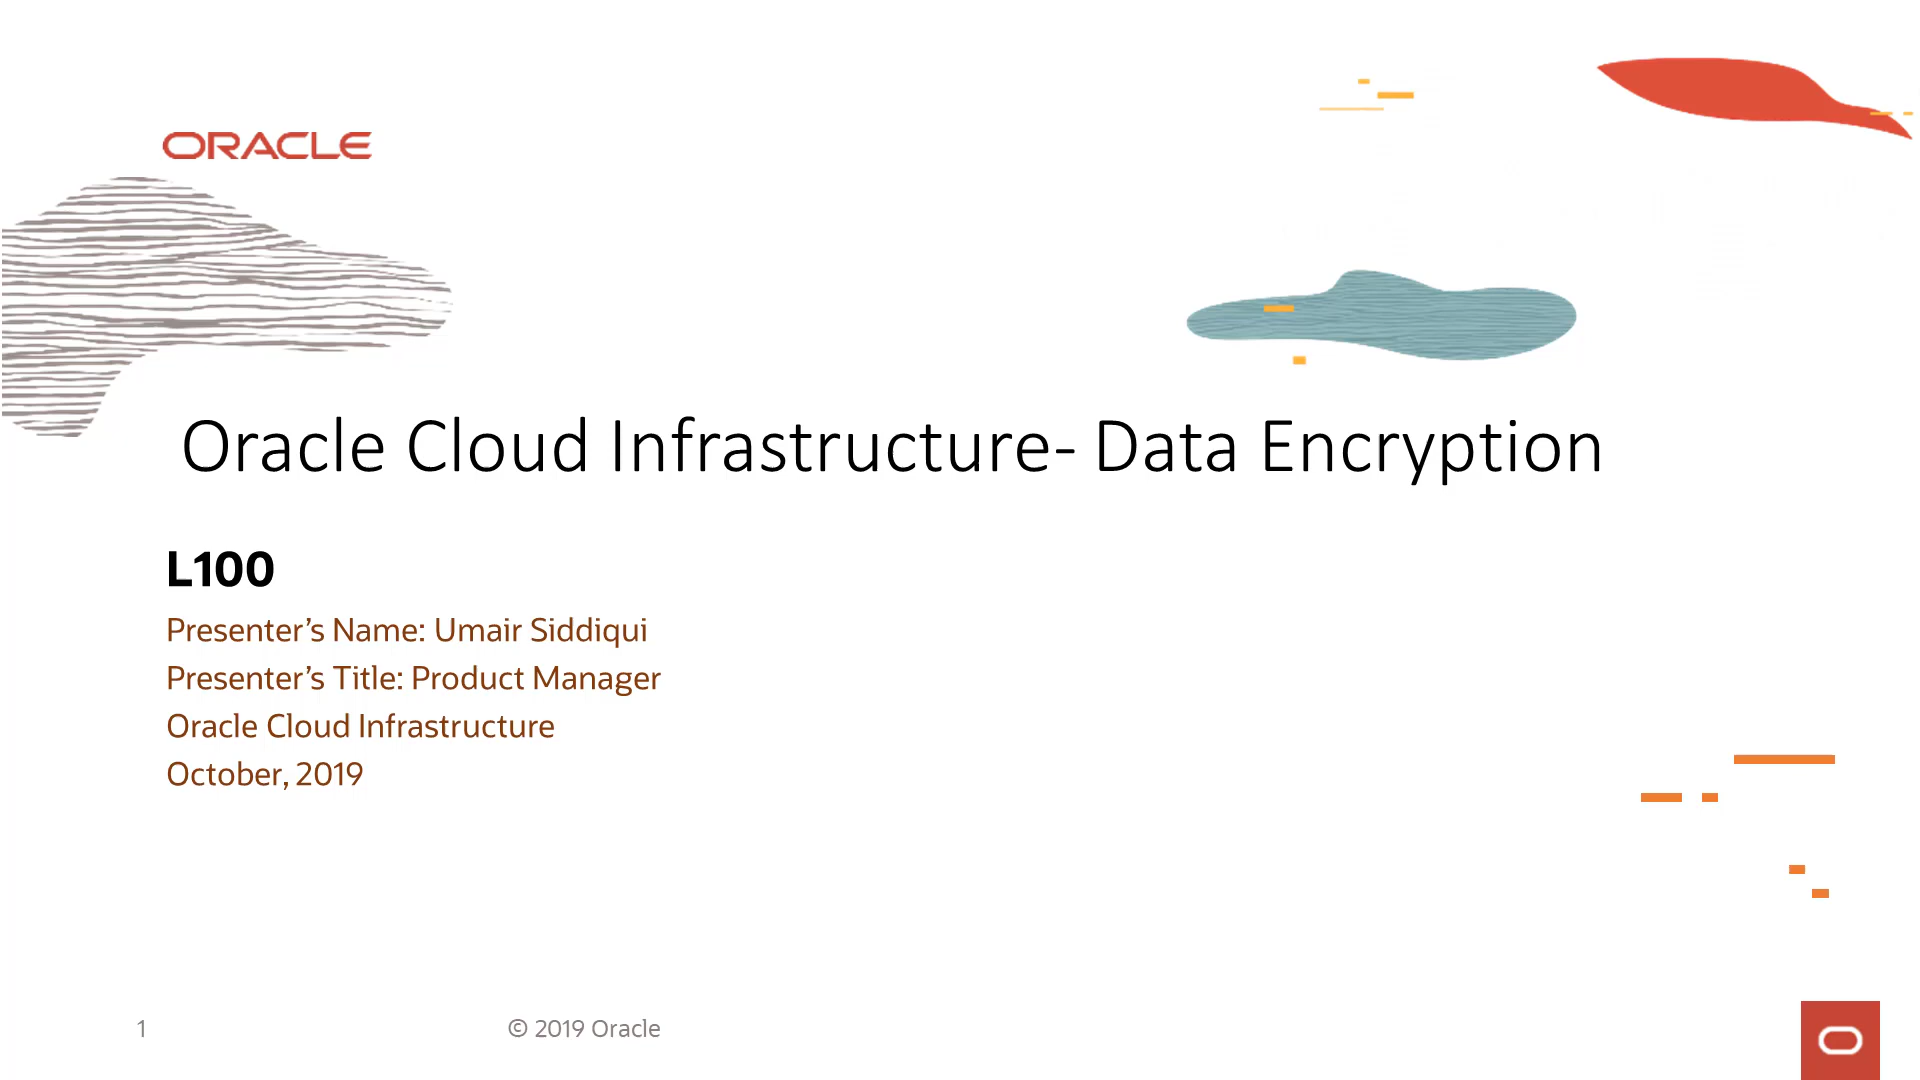 ORACLE
Oracle Cloud Infrastructure- Data Encryption
L100
Presenter’s Name: Umair Siddiqui
Presenter’s Title: Product Manager
Oracle Cloud Infrastructure
October, 2019
1
© 2019 Oracle